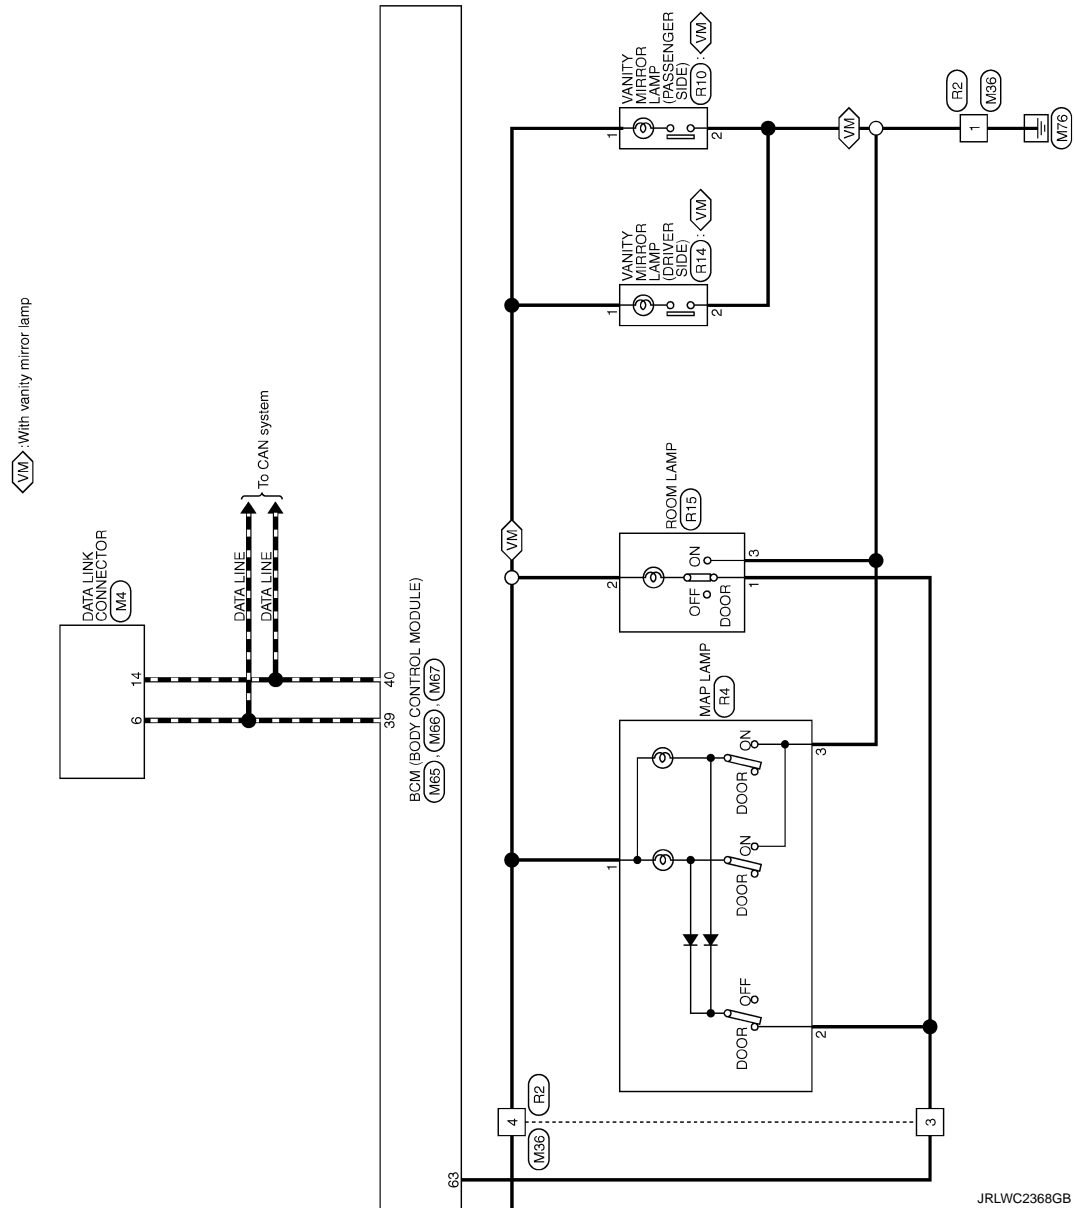 VM :With vanity mirror lamp
DATA LINK
CONNECTOR
M4
6
14
DATA LINE
DATA LINE
To CAN system
39
40
BCM (BODY CONTROL MODULE)
M65 , M66 , M67
63
M36
4
R2
3
MAP LAMP
R4
1
2
3
DOOR
OFF
DOOR
ON
DOOR
ON
ROOM LAMP
R15
2
1
3
OFF
DOOR
ON
VM
VANITY
MIRROR
LAMP
(DRIVER
SIDE)
R14 : VM
1
2
VANITY
MIRROR
LAMP
(PASSENGER
SIDE)
R10 : VM
1
2
VM
R2
M36
1
M76
JRLWC2368GB